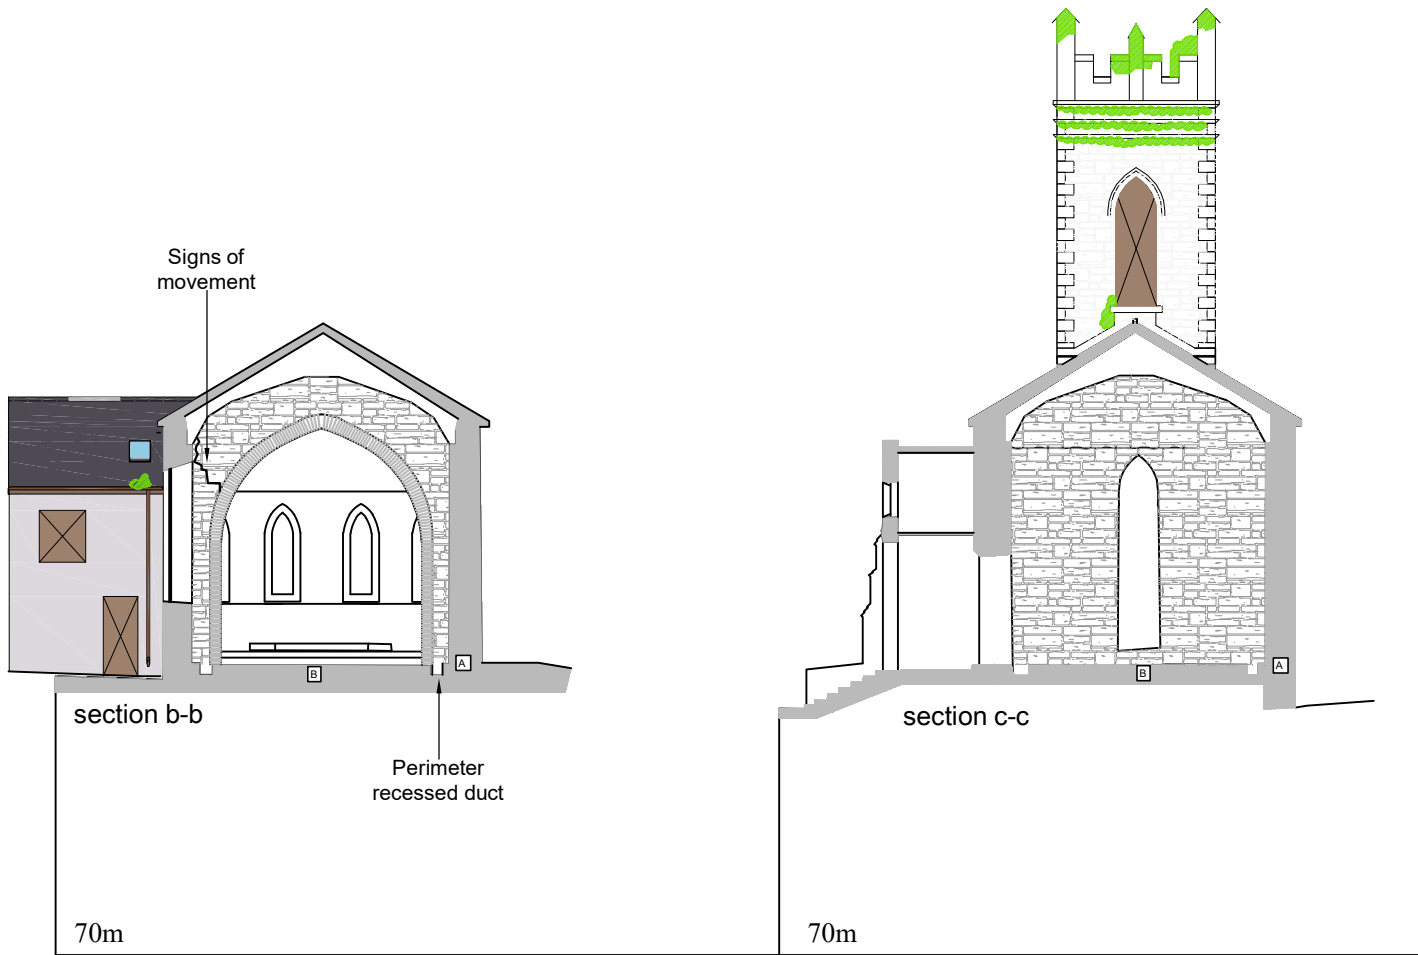 Signs of
movement
A
B
section b-b
Perimeter
recessed duct
70m
A
B
section c-c
70m